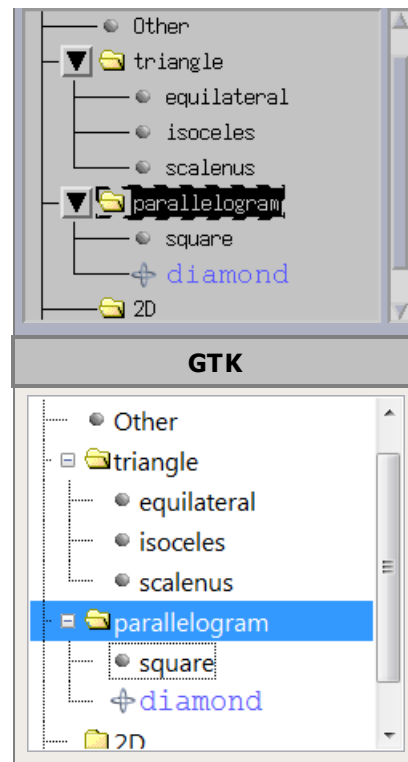 Other
triangle
equilateral
isoceles
scalenus
parallelogram
square
diamond
2D
GTK
Other
triangle
equilateral
isoceles
scalenus
parallelogram
square
diamond
2D